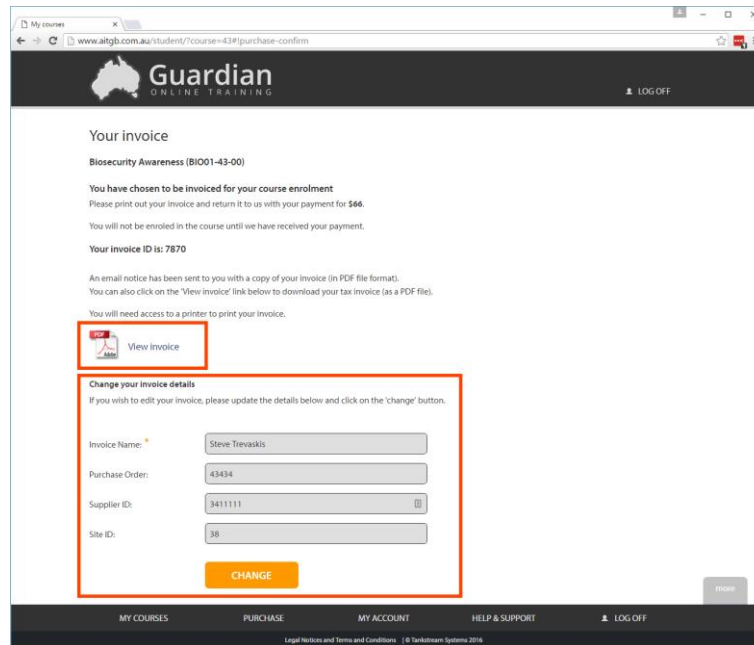 My courses
www.aitgb.com.au/student/?course=43#!purchase-confirm
Guardian
ONLINE TRAINING
LOG OFF
Your invoice
Biosecurity Awareness (BIO01-43-00)
You have chosen to be invoiced for your course enrolment
Please print out your invoice and return it to us with your payment for $66.
You will not be enroled in the course until we have received your payment.
Your invoice ID is: 7870
An email notice has been sent to you with a copy of your invoice (in PDF file format).
You can also click on the 'View invoice' link below to download your tax invoice (as a PDF file).
You will need access to a printer to print your invoice.
PDF
Adobe
View invoice
Change your invoice details
If you wish to edit your invoice, please update the details below and click on the 'change' button.
Invoice Name: * Steve Trevaskis
Purchase Order: 43434
Supplier ID: 3411111
Site ID: 38
CHANGE
more
MY COURSES PURCHASE MY ACCOUNT HELP & SUPPORT LOG OFF
Legal Notices and Terms and Conditions | © Tankstream Systems 2016